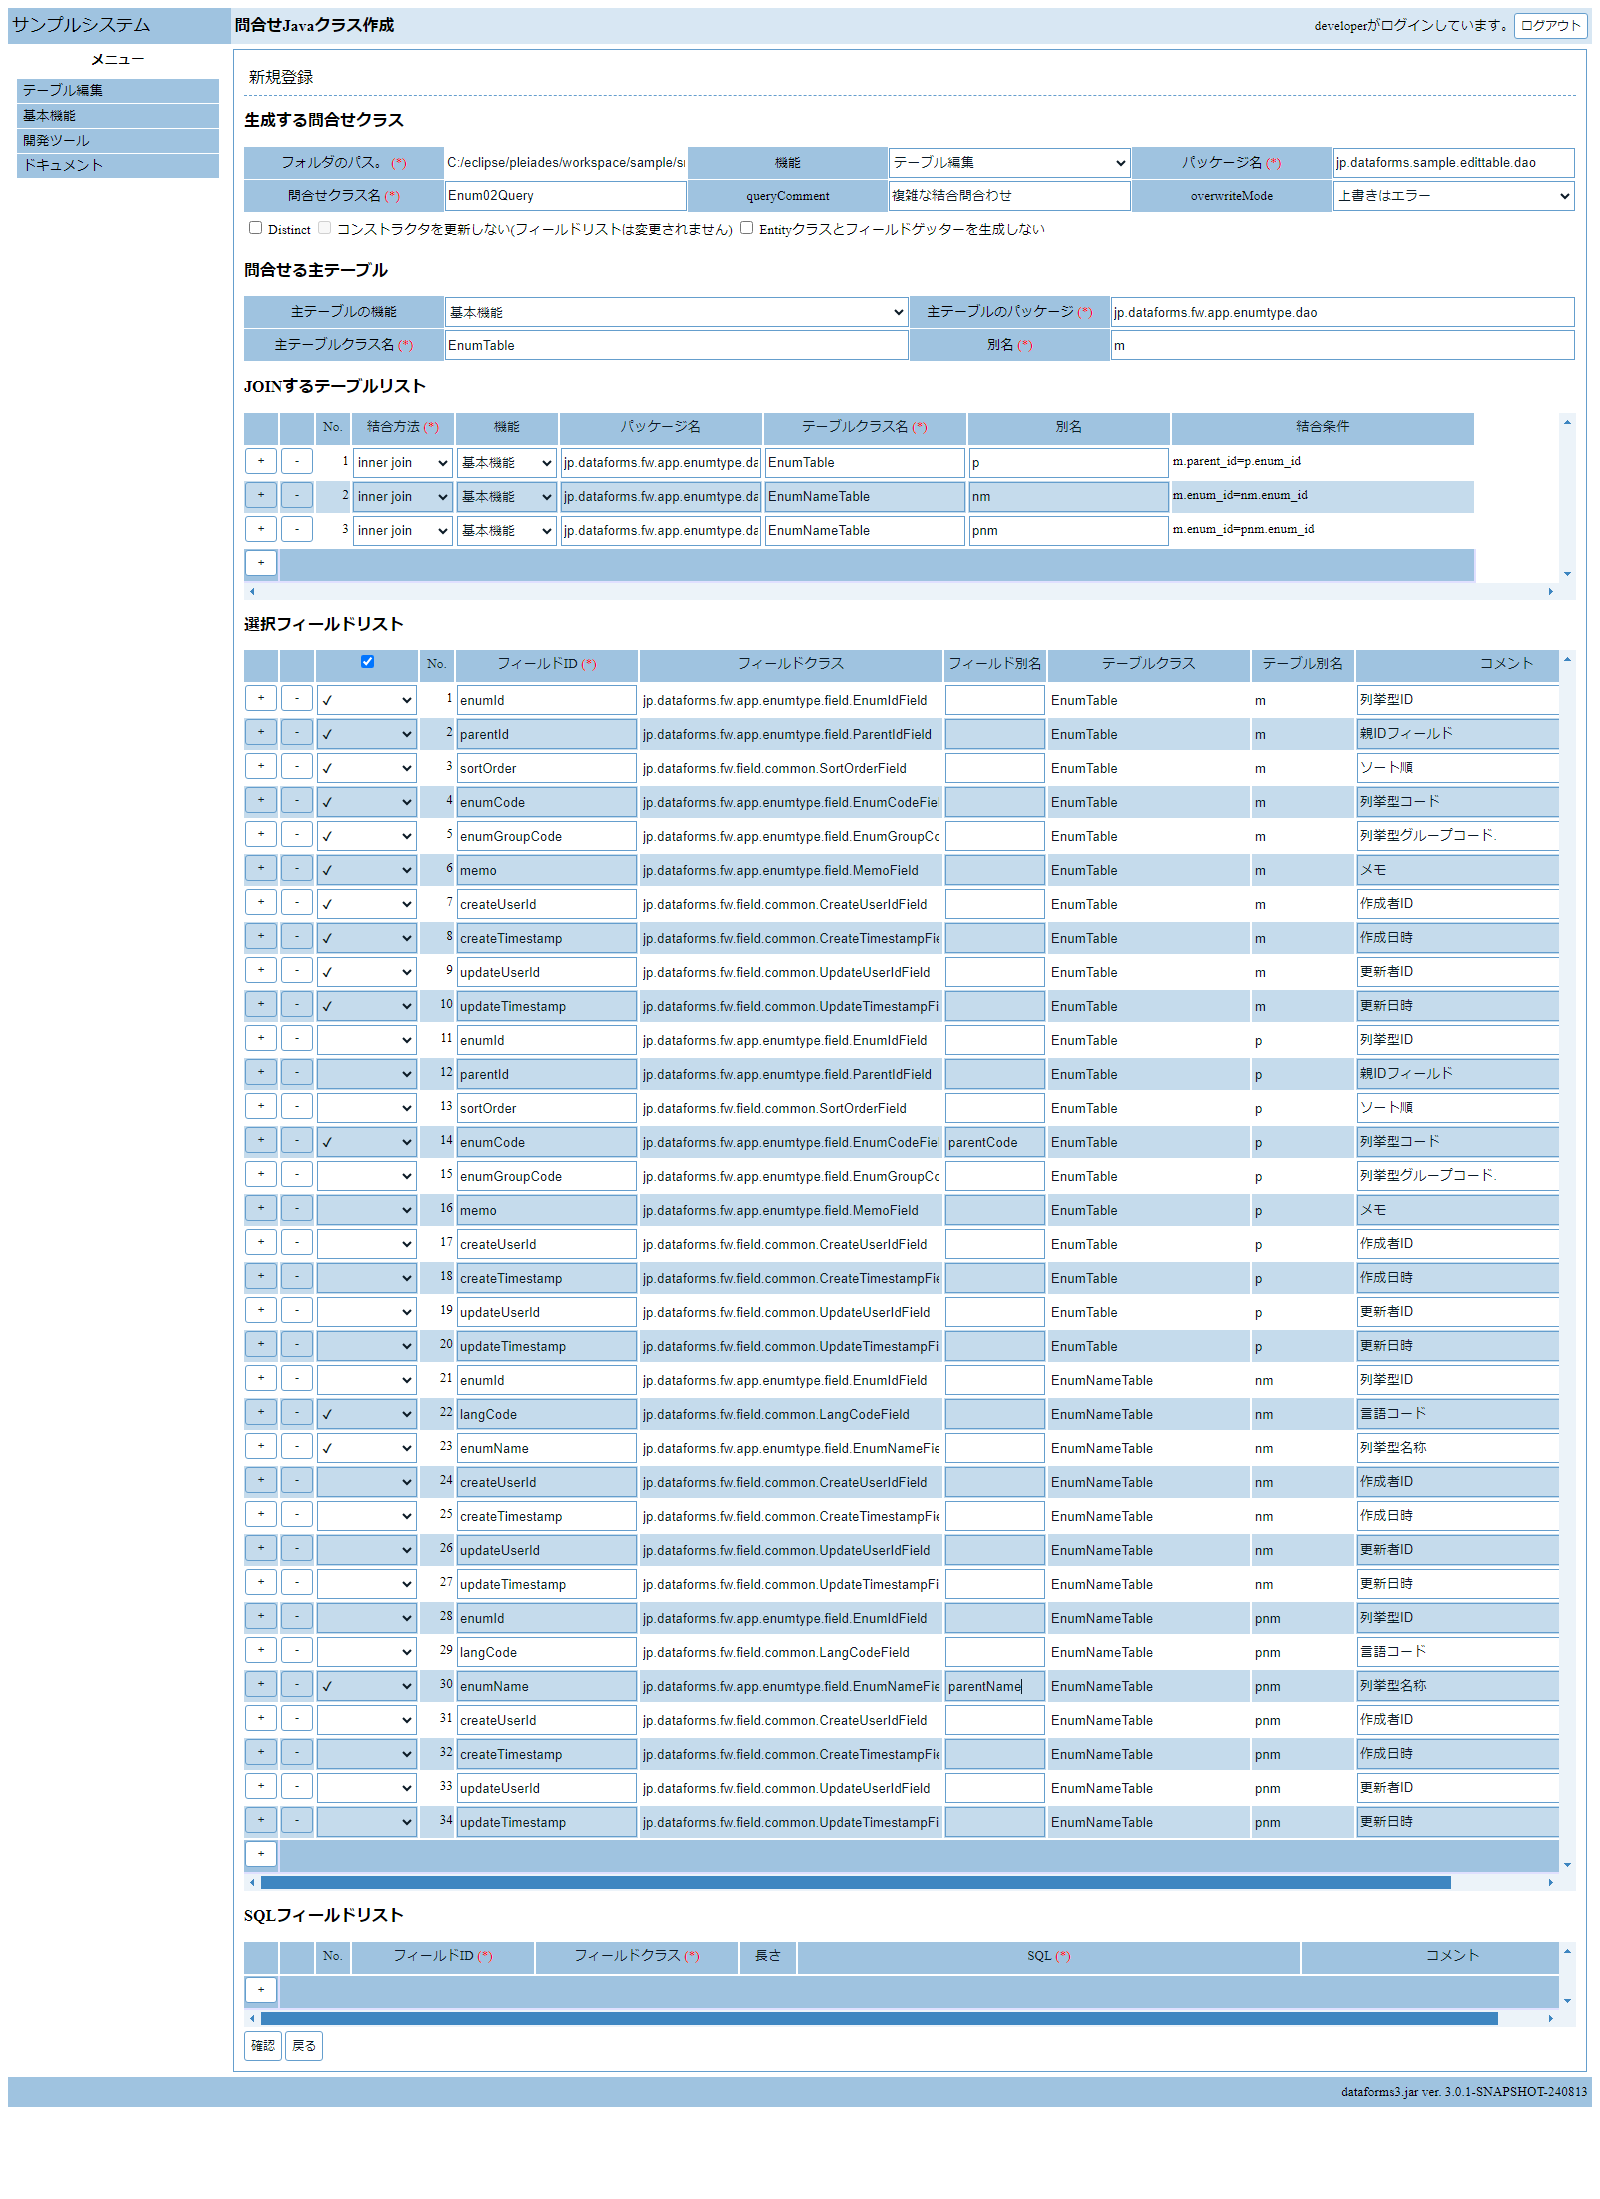 サンプルシステム 問合せJavaクラス作成 developerがログインしています。 ログアウト
メニュー
テーブル編集
基本機能
開発ツール
ドキュメント
新規登録
生成する問合せクラス
フォルダのパス。 (*) C:/eclipse/pleiades/workspace/sample/sr 機能 テーブル編集 パッケージ名 (*) jp.dataforms.sample.edittable.dao
問合せクラス名 (*) Enum02Query queryComment 複雑な結合問合わせ overwriteMode 上書きはエラー
Distinct コンストラクタを更新しない(フィールドリストは変更されません) Entityクラスとフィールドゲッターを生成しない
問合せる主テーブル
主テーブルの機能 基本機能 主テーブルのパッケージ (*) jp.dataforms.fw.app.enumtype.dao
主テーブルクラス名 (*) EnumTable 別名 (*) m
JOINするテーブルリスト
No. 結合方法 (*) 機能 パッケージ名 テーブルクラス名 (*) 別名 結合条件
+ - 1 inner join 基本機能 jp.dataforms.fw.app.enumtype.da EnumTable p m.parent_id=p.enum_id
+ - 2 inner join 基本機能 jp.dataforms.fw.app.enumtype.da EnumNameTable nm m.enum_id=nm.enum_id
+ - 3 inner join 基本機能 jp.dataforms.fw.app.enumtype.da EnumNameTable pnm m.enum_id=pnm.enum_id
+
選択フィールドリスト
No. フィールドID (*) フィールドクラス フィールド別名 テーブルクラス テーブル別名 コメント
+ - ✓ 1 enumId jp.dataforms.fw.app.enumtype.field.EnumIdField EnumTable m 列挙型ID
+ - ✓ 2 parentId jp.dataforms.fw.app.enumtype.field.ParentIdField EnumTable m 親IDフィールド
+ - ✓ 3 sortOrder jp.dataforms.fw.field.common.SortOrderField EnumTable m ソート順
+ - ✓ 4 enumCode jp.dataforms.fw.app.enumtype.field.EnumCodeFiel EnumTable m 列挙型コード
+ - ✓ 5 enumGroupCode jp.dataforms.fw.app.enumtype.field.EnumGroupCo EnumTable m 列挙型グループコード.
+ - ✓ 6 memo jp.dataforms.fw.app.enumtype.field.MemoField EnumTable m メモ
+ - ✓ 7 createUserId jp.dataforms.fw.field.common.CreateUserIdField EnumTable m 作成者ID
+ - ✓ 8 createTimestamp jp.dataforms.fw.field.common.CreateTimestampFie EnumTable m 作成日時
+ - ✓ 9 updateUserId jp.dataforms.fw.field.common.UpdateUserIdField EnumTable m 更新者ID
+ - ✓ 10 updateTimestamp jp.dataforms.fw.field.common.UpdateTimestampFi EnumTable m 更新日時
+ - 11 enumId jp.dataforms.fw.app.enumtype.field.EnumIdField EnumTable p 列挙型ID
+ - 12 parentId jp.dataforms.fw.app.enumtype.field.ParentIdField EnumTable p 親IDフィールド
+ - 13 sortOrder jp.dataforms.fw.field.common.SortOrderField EnumTable p ソート順
+ - ✓ 14 enumCode jp.dataforms.fw.app.enumtype.field.EnumCodeFiel parentCode EnumTable p 列挙型コード
+ - 15 enumGroupCode jp.dataforms.fw.app.enumtype.field.EnumGroupCo EnumTable p 列挙型グループコード.
+ - 16 memo jp.dataforms.fw.app.enumtype.field.MemoField EnumTable p メモ
+ - 17 createUserId jp.dataforms.fw.field.common.CreateUserIdField EnumTable p 作成者ID
+ - 18 createTimestamp jp.dataforms.fw.field.common.CreateTimestampFie EnumTable p 作成日時
+ - 19 updateUserId jp.dataforms.fw.field.common.UpdateUserIdField EnumTable p 更新者ID
+ - 20 updateTimestamp jp.dataforms.fw.field.common.UpdateTimestampFi EnumTable p 更新日時
+ - 21 enumId jp.dataforms.fw.app.enumtype.field.EnumIdField EnumNameTable nm 列挙型ID
+ - ✓ 22 langCode jp.dataforms.fw.field.common.LangCodeField EnumNameTable nm 言語コード
+ - ✓ 23 enumName jp.dataforms.fw.app.enumtype.field.EnumNameFie EnumNameTable nm 列挙型名称
+ - 24 createUserId jp.dataforms.fw.field.common.CreateUserIdField EnumNameTable nm 作成者ID
+ - 25 createTimestamp jp.dataforms.fw.field.common.CreateTimestampFie EnumNameTable nm 作成日時
+ - 26 updateUserId jp.dataforms.fw.field.common.UpdateUserIdField EnumNameTable nm 更新者ID
+ - 27 updateTimestamp jp.dataforms.fw.field.common.UpdateTimestampFi EnumNameTable nm 更新日時
+ - 28 enumId jp.dataforms.fw.app.enumtype.field.EnumIdField EnumNameTable pnm 列挙型ID
+ - 29 langCode jp.dataforms.fw.field.common.LangCodeField EnumNameTable pnm 言語コード
+ - ✓ 30 enumName jp.dataforms.fw.app.enumtype.field.EnumNameFie parentName EnumNameTable pnm 列挙型名称
+ - 31 createUserId jp.dataforms.fw.field.common.CreateUserIdField EnumNameTable pnm 作成者ID
+ - 32 createTimestamp jp.dataforms.fw.field.common.CreateTimestampFie EnumNameTable pnm 作成日時
+ - 33 updateUserId jp.dataforms.fw.field.common.UpdateUserIdField EnumNameTable pnm 更新者ID
+ - 34 updateTimestamp jp.dataforms.fw.field.common.UpdateTimestampFi EnumNameTable pnm 更新日時
+
SQLフィールドリスト
No. フィールドID (*) フィールドクラス (*) 長さ SQL (*) コメント
+
確認 戻る
dataforms3.jar ver. 3.0.1-SNAPSHOT-240813